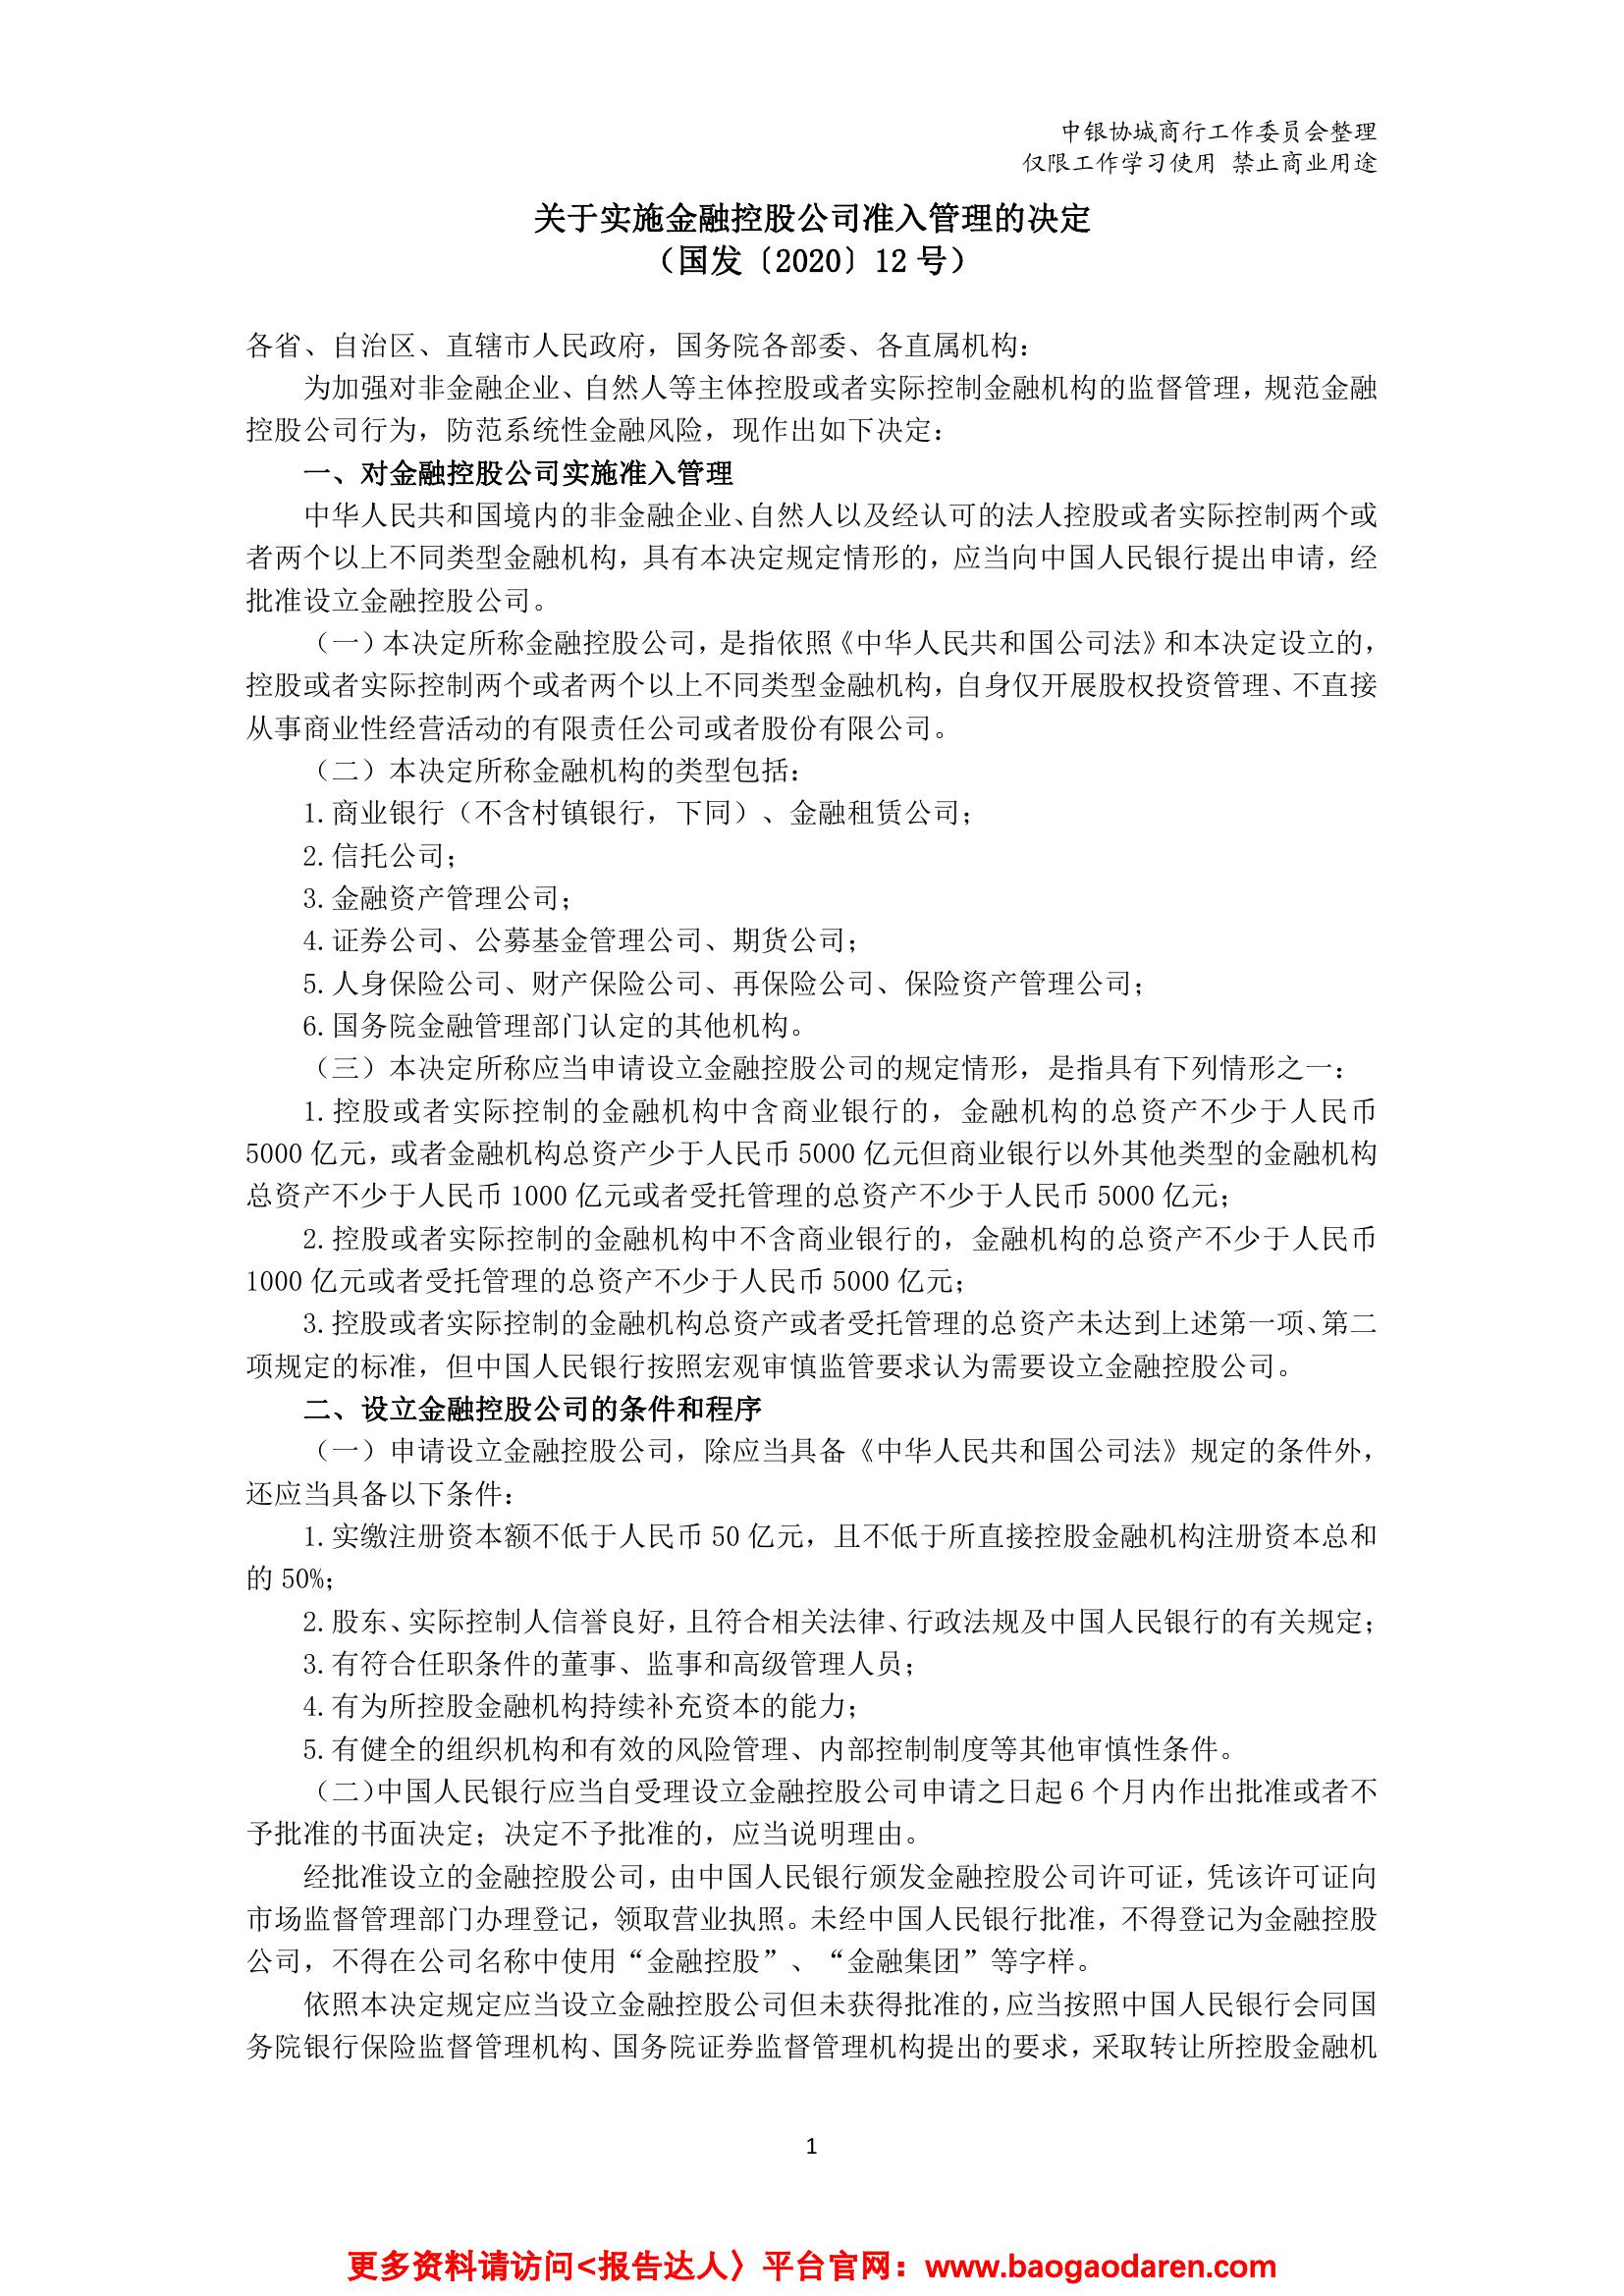 中银协城商行工作委员会整理
仅限工作学习使用 禁止商业用途
关于实施金融控股公司准入管理的决定
（国发〔2020〕12 号）
各省、自治区、直辖市人民政府，国务院各部委、各直属机构：
为加强对非金融企业、自然人等主体控股或者实际控制金融机构的监督管理，规范金融
控股公司行为，防范系统性金融风险，现作出如下决定：
一、对金融控股公司实施准入管理
中华人民共和国境内的非金融企业、自然人以及经认可的法人控股或者实际控制两个或
者两个以上不同类型金融机构，具有本决定规定情形的，应当向中国人民银行提出申请，经
批准设立金融控股公司。
（一）本决定所称金融控股公司，是指依照《中华人民共和国公司法》和本决定设立的，
控股或者实际控制两个或者两个以上不同类型金融机构，自身仅开展股权投资管理、不直接
从事商业性经营活动的有限责任公司或者股份有限公司。
（二）本决定所称金融机构的类型包括：
1.商业银行（不含村镇银行，下同）、金融租赁公司；
2.信托公司；
3.金融资产管理公司；
4.证券公司、公募基金管理公司、期货公司；
5.人身保险公司、财产保险公司、再保险公司、保险资产管理公司；
6.国务院金融管理部门认定的其他机构。
（三）本决定所称应当申请设立金融控股公司的规定情形，是指具有下列情形之一：
1.控股或者实际控制的金融机构中含商业银行的，金融机构的总资产不少于人民币
5000 亿元，或者金融机构总资产少于人民币 5000 亿元但商业银行以外其他类型的金融机构
总资产不少于人民币 1000 亿元或者受托管理的总资产不少于人民币 5000 亿元；
2.控股或者实际控制的金融机构中不含商业银行的，金融机构的总资产不少于人民币
1000 亿元或者受托管理的总资产不少于人民币 5000 亿元；
3.控股或者实际控制的金融机构总资产或者受托管理的总资产未达到上述第一项、第二
项规定的标准，但中国人民银行按照宏观审慎监管要求认为需要设立金融控股公司。
二、设立金融控股公司的条件和程序
（一）申请设立金融控股公司，除应当具备《中华人民共和国公司法》规定的条件外，
还应当具备以下条件：
1.实缴注册资本额不低于人民币 50 亿元，且不低于所直接控股金融机构注册资本总和
的 50%；
2.股东、实际控制人信誉良好，且符合相关法律、行政法规及中国人民银行的有关规定；
3.有符合任职条件的董事、监事和高级管理人员；
4.有为所控股金融机构持续补充资本的能力；
5.有健全的组织机构和有效的风险管理、内部控制制度等其他审慎性条件。
（二）中国人民银行应当自受理设立金融控股公司申请之日起 6 个月内作出批准或者不
予批准的书面决定；决定不予批准的，应当说明理由。
经批准设立的金融控股公司，由中国人民银行颁发金融控股公司许可证，凭该许可证向
市场监督管理部门办理登记，领取营业执照。未经中国人民银行批准，不得登记为金融控股
公司，不得在公司名称中使用“金融控股”、“金融集团”等字样。
依照本决定规定应当设立金融控股公司但未获得批准的，应当按照中国人民银行会同国
务院银行保险监督管理机构、国务院证券监督管理机构提出的要求，采取转让所控股金融机
1
更多资料请访问<报告达人〉平台官网：www.baogaodaren.com